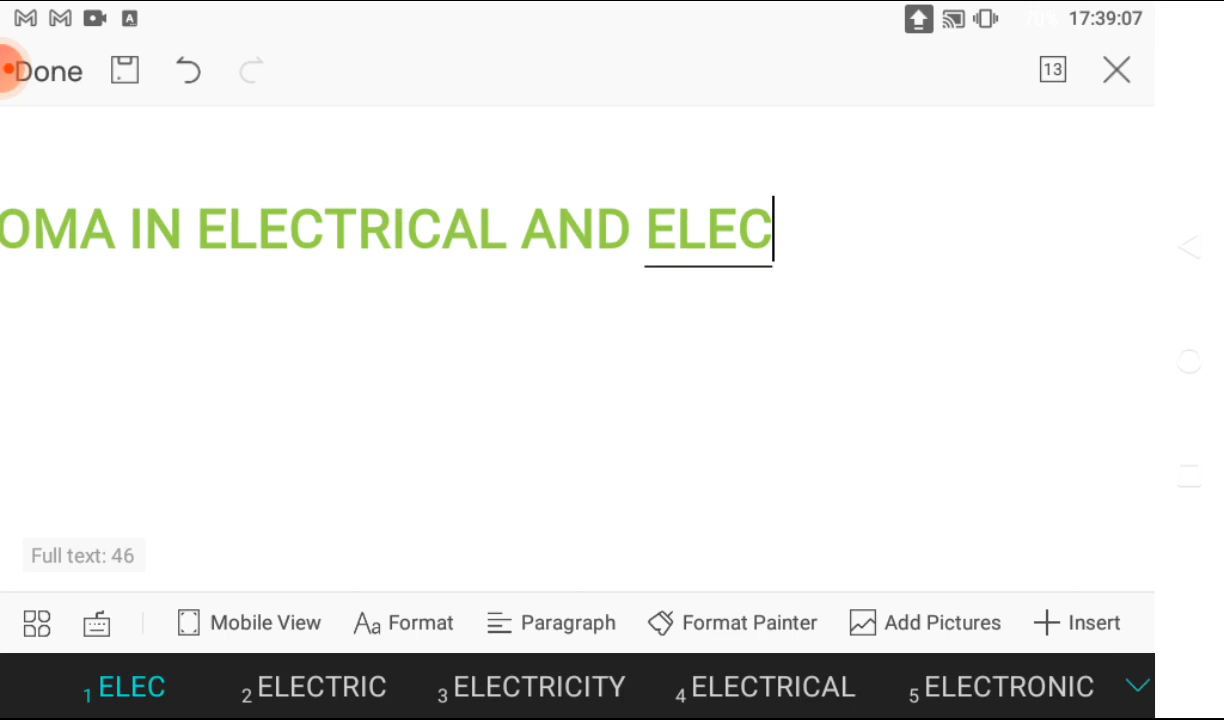 17:39:07
Done
13
OMA IN ELECTRICAL AND ELEC
Full text: 46
Mobile View Aa Format Paragraph Format Painter Add Pictures Insert
1 ELEC 2 ELECTRIC 3 ELECTRICITY 4 ELECTRICAL 5 ELECTRONIC